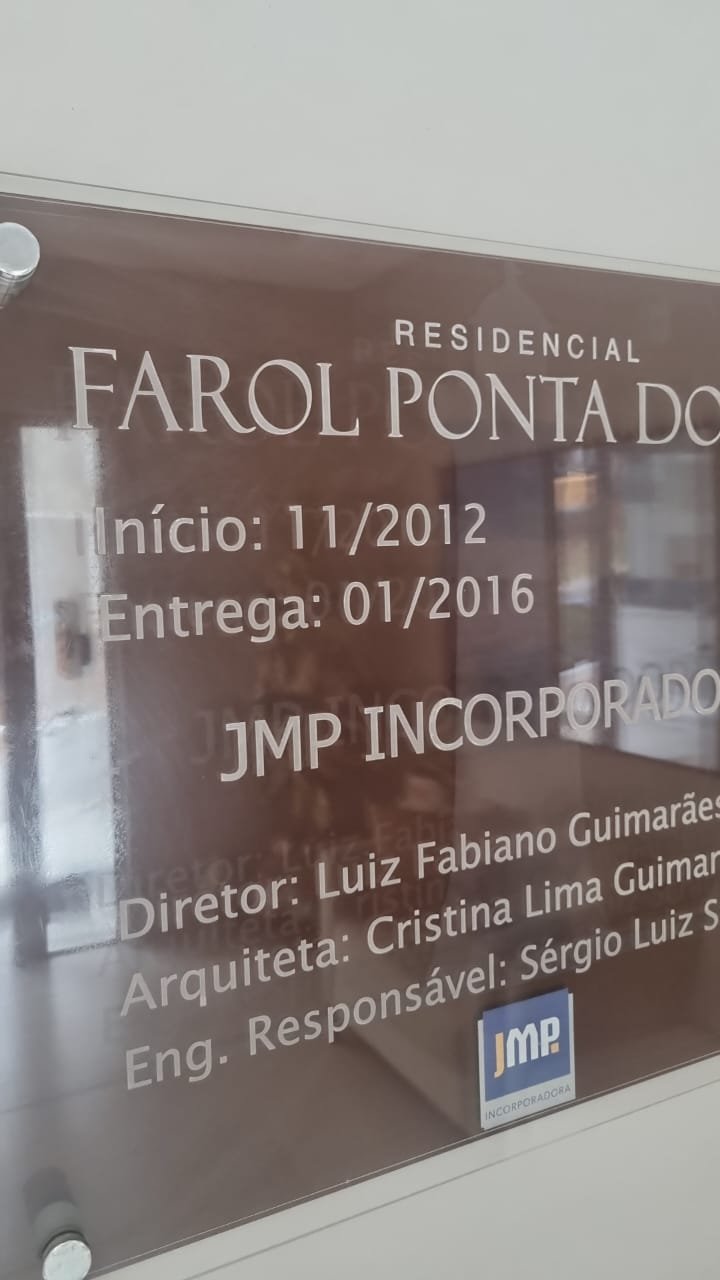 RESIDENCIAL
FAROL PONTA DO
Início: 11/2012
Entrega: 01/2016
JMP INCORPORADO
Diretor: Luiz Fabiano Guimarães
Arquiteta: Cristina Lima Guimar
Eng. Responsável: Sérgio Luiz S
JMP.
INCORPORADORA